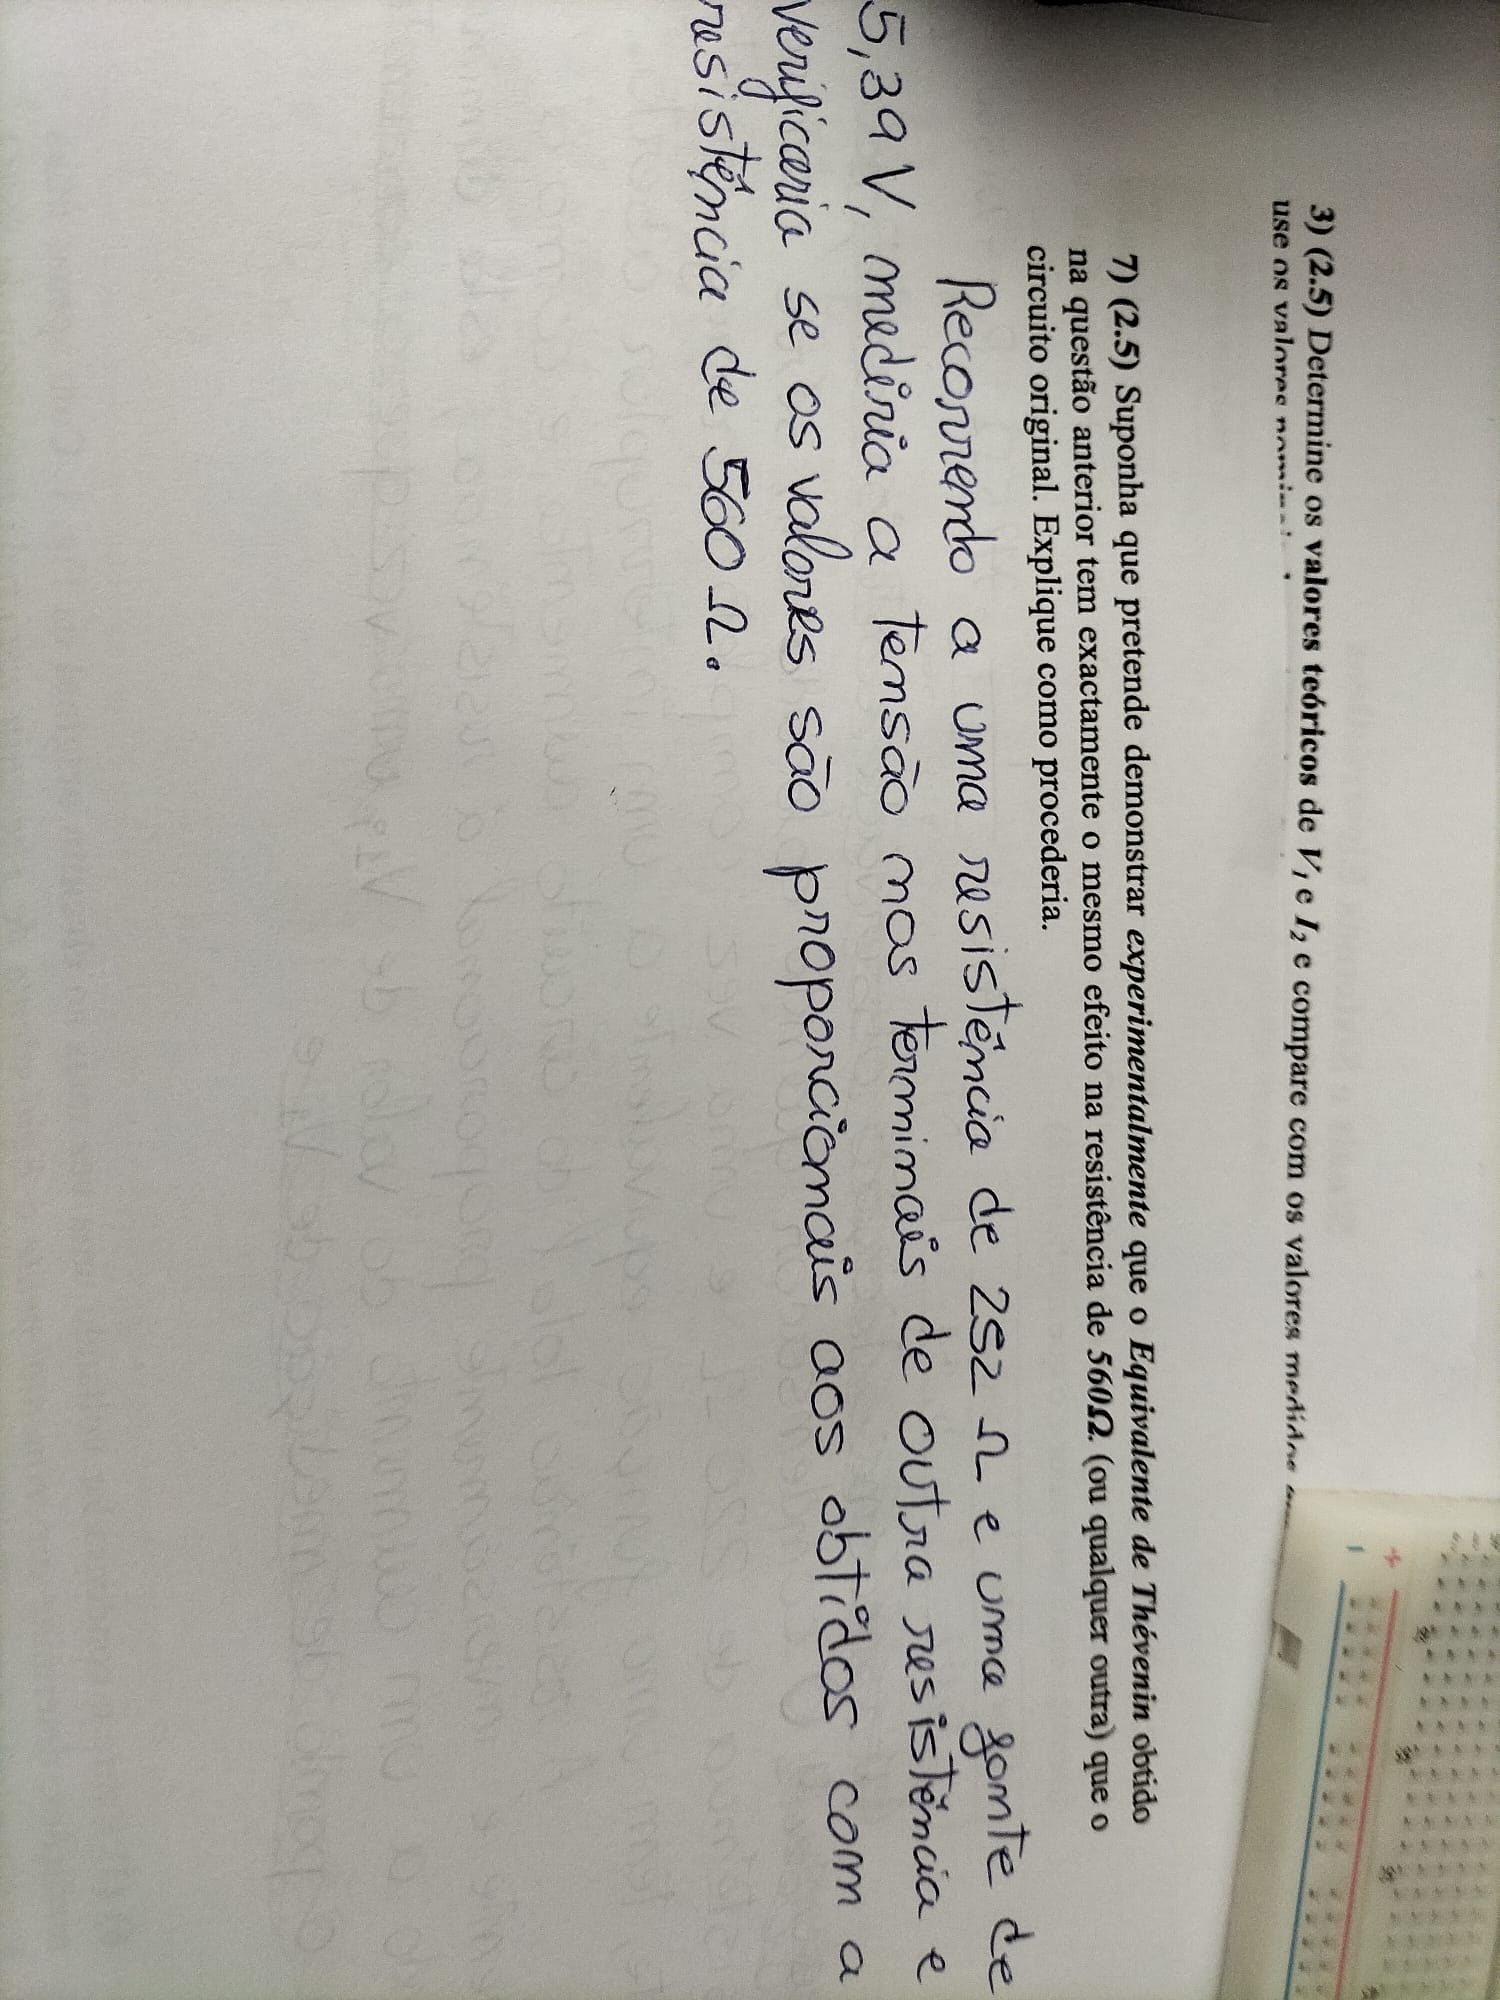 3) (2.5) Determine os valores teóricos de V₁ e I₂ e compare com os valores medidos
use os valores
7) (2.5) Suponha que pretende demonstrar experimentalmente que o Equivalente de Thévenin obtido
na questão anterior tem exactamente o mesmo efeito na resistência de 560Ω (ou qualquer outra) que o
circuito original. Explique como procederia.
Recorrendo a uma resistência de 252 Ω e uma fonte de
5,39 V, mediria a tensão nos terminais de outra resistência e
verificaria se os valores são proporcionais aos obtidos com a
resistência de 560 Ω.